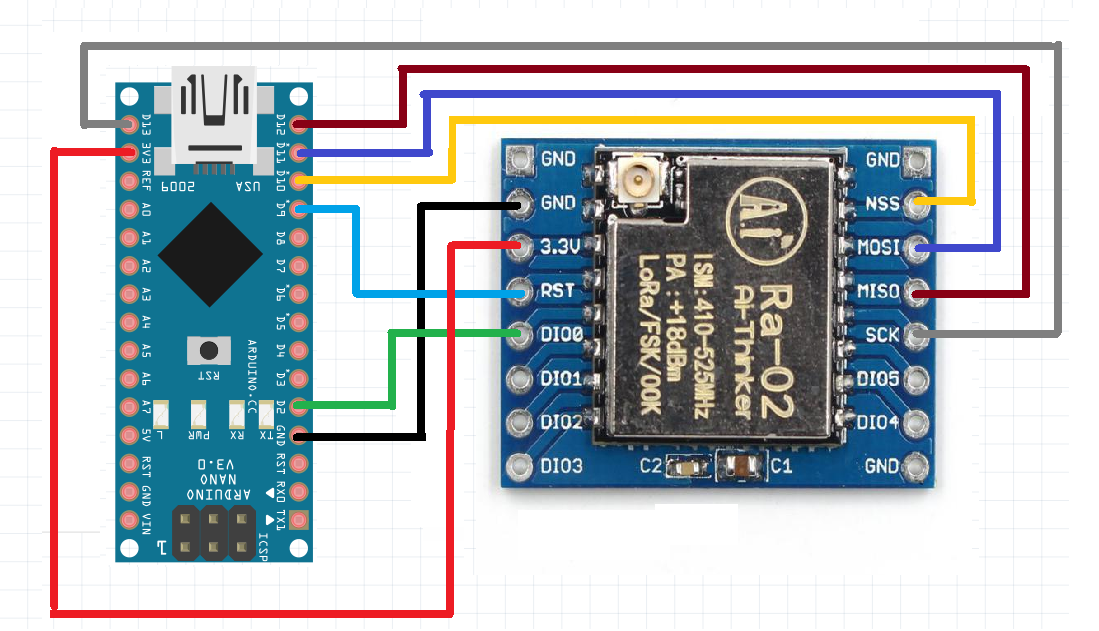 D13
3V3
REF
A0
A1
A2
A3
A4
A5
A6
A7
5V
RST
GND
VIN
D12
D11
D10
D9
D8
D7
D6
D5
D4
D3
D2
GND
RST
RX0
TX1
USA
2009
RST
ARDUINO.CC
TX
RX
PWR
L
ARDUINO
NANO
V3.0
ICSP
1
GND
GND
3.3V
RST
DIO0
DIO1
DIO2
DIO3
Ai
Ra-02
Ai-Thinker
ISM:410-525MHz
PA :+18dBm
LoRa/FSK/OOK
C2
C1
GND
NSS
MOSI
MISO
SCK
DIO5
DIO4
GND